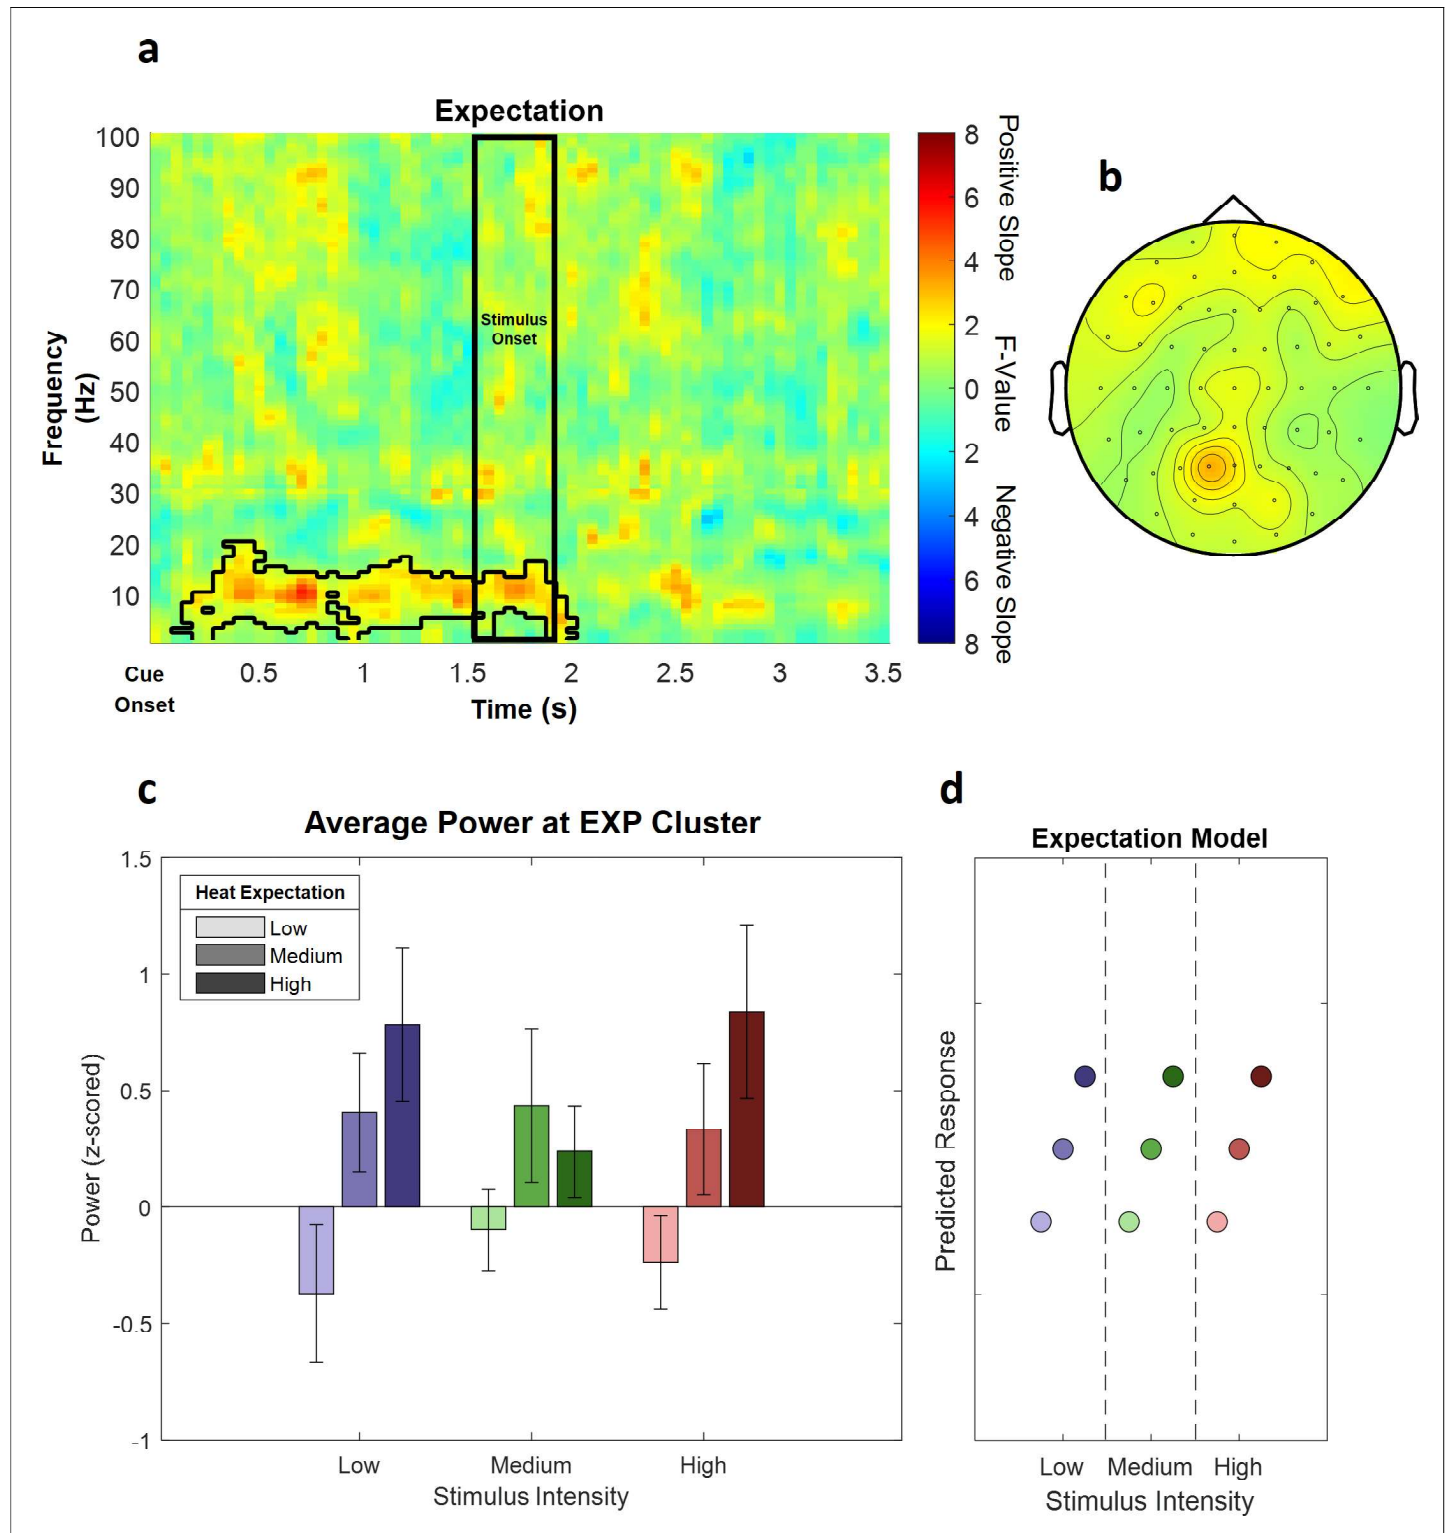 a
Expectation
100
90
80
70
60
50
40
30
20
10
Frequency
(Hz)
Stimulus
Onset
Cue
Onset
0.5
1
1.5
2
2.5
3
3.5
Time (s)
8
6
4
2
0
2
4
6
8
Positive Slope
F-Value
Negative Slope
b
c
Average Power at EXP Cluster
1.5
1
0.5
0
-0.5
-1
Power (z-scored)
Heat Expectation
Low
Medium
High
Low
Medium
High
Stimulus Intensity
d
Expectation Model
Predicted Response
Low
Medium
High
Stimulus Intensity